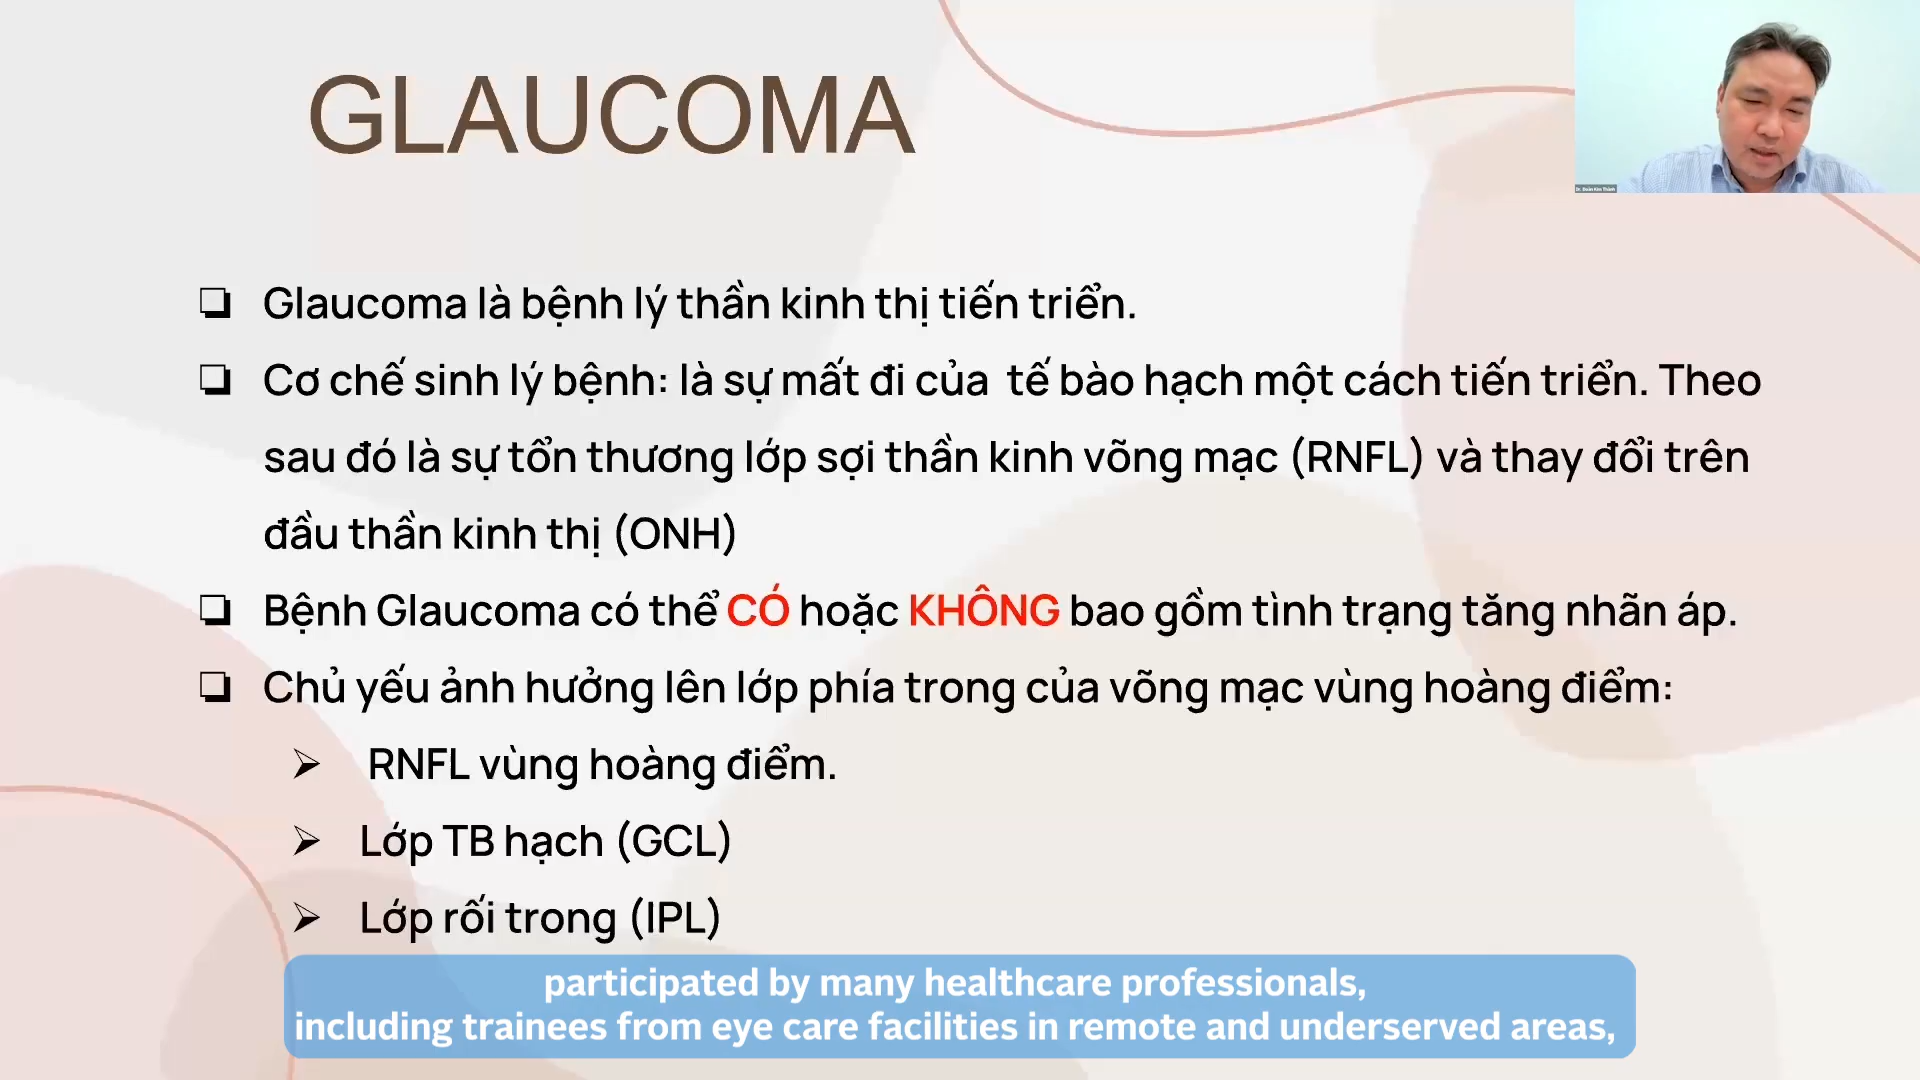 GLAUCOMA
Dr. Đoàn Kim Thành
Glaucoma là bệnh lý thần kinh thị tiến triển.
Cơ chế sinh lý bệnh: là sự mất đi của tế bào hạch một cách tiến triển. Theo
sau đó là sự tổn thương lớp sợi thần kinh võng mạc (RNFL) và thay đổi trên
đầu thần kinh thị (ONH)
Bệnh Glaucoma có thể CÓ hoặc KHÔNG bao gồm tình trạng tăng nhãn áp.
Chủ yếu ảnh hưởng lên lớp phía trong của võng mạc vùng hoàng điểm:
RNFL vùng hoàng điểm.
Lớp TB hạch (GCL)
Lớp rối trong (IPL)
participated by many healthcare professionals,
including trainees from eye care facilities in remote and underserved areas,